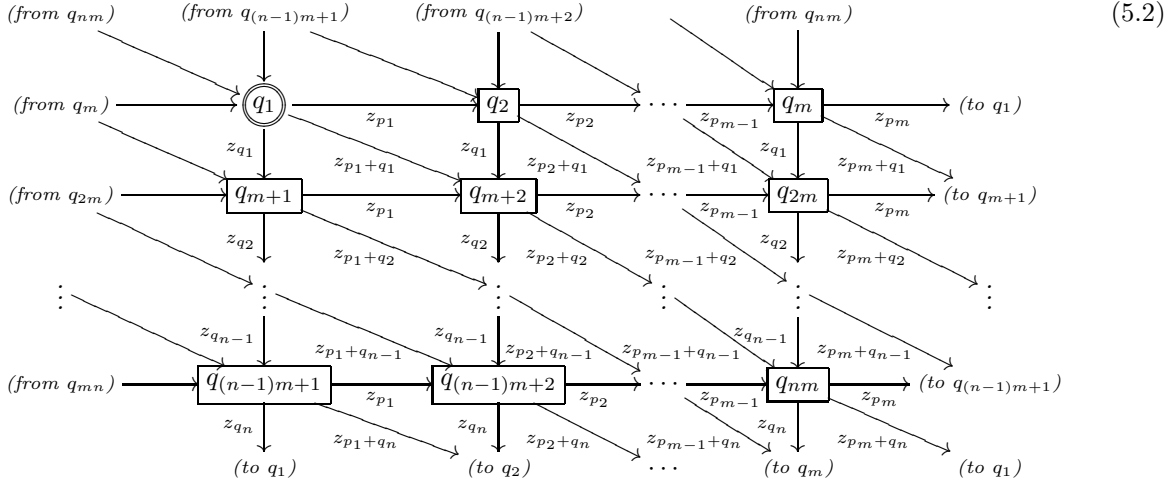 (from q_{nm}) (from q_{(n-1)m+1}) (from q_{(n-1)m+2}) (from q_{nm}) (5.2)
(from q_m) q_1 z_{p_1} q_2 z_{p_2} ⋯ z_{p_{m-1}} q_m z_{p_m} (to q_1)
z_{q_1} z_{p_1+q_1} z_{q_1} z_{p_2+q_1} z_{p_{m-1}+q_1} z_{q_1} z_{p_m+q_1}
(from q_{2m}) q_{m+1} z_{p_1} q_{m+2} z_{p_2} ⋯ z_{p_{m-1}} q_{2m} z_{p_m} (to q_{m+1})
z_{q_2} z_{p_1+q_2} z_{q_2} z_{p_2+q_2} z_{p_{m-1}+q_2} z_{q_2} z_{p_m+q_2}
⋮ ⋮ ⋮ ⋮ ⋮ ⋮
z_{q_{n-1}} z_{p_1+q_{n-1}} z_{q_{n-1}} z_{p_2+q_{n-1}} z_{p_{m-1}+q_{n-1}} z_{q_{n-1}} z_{p_m+q_{n-1}}
(from q_{mn}) q_{(n-1)m+1} z_{p_1} q_{(n-1)m+2} z_{p_2} ⋯ z_{p_{m-1}} q_{nm} z_{p_m} (to q_{(n-1)m+1})
z_{q_n} z_{p_1+q_n} z_{q_n} z_{p_2+q_n} z_{p_{m-1}+q_n} z_{q_n} z_{p_m+q_n}
(to q_1) (to q_2) ⋯ (to q_m) (to q_1)